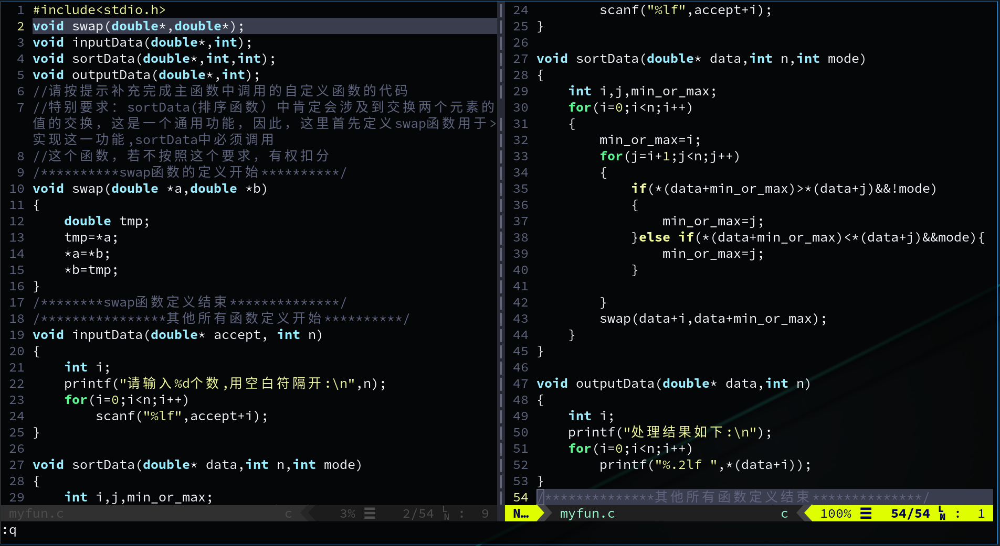 1 #include<stdio.h>
2 void swap(double*,double*);
3 void inputData(double*,int);
4 void sortData(double*,int,int);
5 void outputData(double*,int);
6 //请按提示补充完成主函数中调用的自定义函数的代码
7 //特别要求：sortData(排序函数）中肯定会涉及到交换两个元素的
值的交换，这是一个通用功能，因此，这里首先定义swap函数用于>
实现这一功能,sortData中必须调用
8 //这个函数，若不按照这个要求，有权扣分
9 /**********swap函数的定义开始**********/
10 void swap(double *a,double *b)
11 {
12     double tmp;
13     tmp=*a;
14     *a=*b;
15     *b=tmp;
16 }
17 /********swap函数定义结束**************/
18 /****************其他所有函数定义开始**********/
19 void inputData(double* accept, int n)
20 {
21     int i;
22     printf("请输入%d个数,用空白符隔开:\n",n);
23     for(i=0;i<n;i++)
24         scanf("%lf",accept+i);
25 }
26
27 void sortData(double* data,int n,int mode)
28 {
29     int i,j,min_or_max;
myfun.c c 3% ☰ 2/54 LN : 9
24         scanf("%lf",accept+i);
25 }
26
27 void sortData(double* data,int n,int mode)
28 {
29     int i,j,min_or_max;
30     for(i=0;i<n;i++)
31     {
32         min_or_max=i;
33         for(j=i+1;j<n;j++)
34         {
35             if(*(data+min_or_max)>*(data+j)&&!mode)
36             {
37                 min_or_max=j;
38             }else if(*(data+min_or_max)<*(data+j)&&mode){
39                 min_or_max=j;
40             }
41
42         }
43         swap(data+i,data+min_or_max);
44     }
45 }
46
47 void outputData(double* data,int n)
48 {
49     int i;
50     printf("处理结果如下:\n");
51     for(i=0;i<n;i++)
52         printf("%.2lf ",*(data+i));
53 }
54 /**************其他所有函数定义结束**************/
N… myfun.c c 100% ☰ 54/54 LN : 1
:q